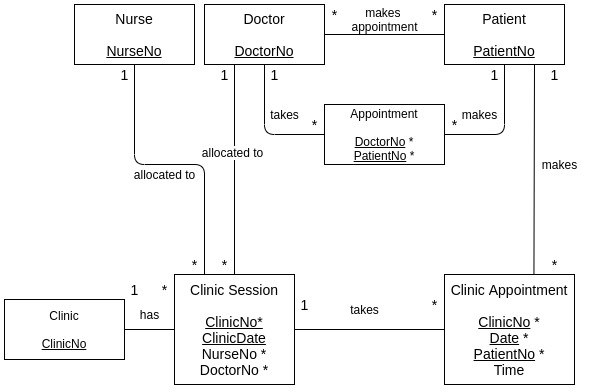 Nurse
NurseNo
Doctor
DoctorNo
* makes *
appointment
Patient
PatientNo
1
1
1
1
1
takes
*
Appointment
DoctorNo *
PatientNo *
makes
*
allocated to
allocated to
makes
*
*
*
Clinic
ClinicNo
1
*
has
Clinic Session
ClinicNo*
ClinicDate
NurseNo *
DoctorNo *
1
takes
*
Clinic Appointment
ClinicNo *
Date *
PatientNo *
Time